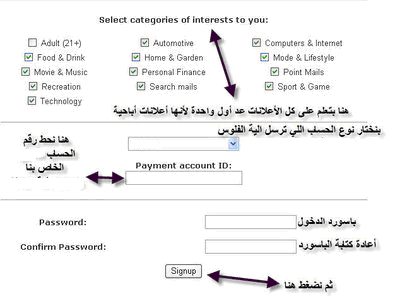 Select categories of interests to you:
Adult (21+) Automotive Computers & Internet
Food & Drink Home & Garden Mode & Lifestyle
Movie & Music Personal Finance Point Mails
Recreation Search mails Sport & Game
Technology
هنا بتعلم على كل الأعلانات عد أول واحدة لأنها أعلانات أباحية
بنختار نوع الحساب اللي ترسل الية الفلوس
هنا نحط رقم
الحساب
الخاص بنا
Payment account ID:
Password: باسورد الدخول
Confirm Password: أعادة كتابة الباسورد
Signup
ثم نضغط هنا